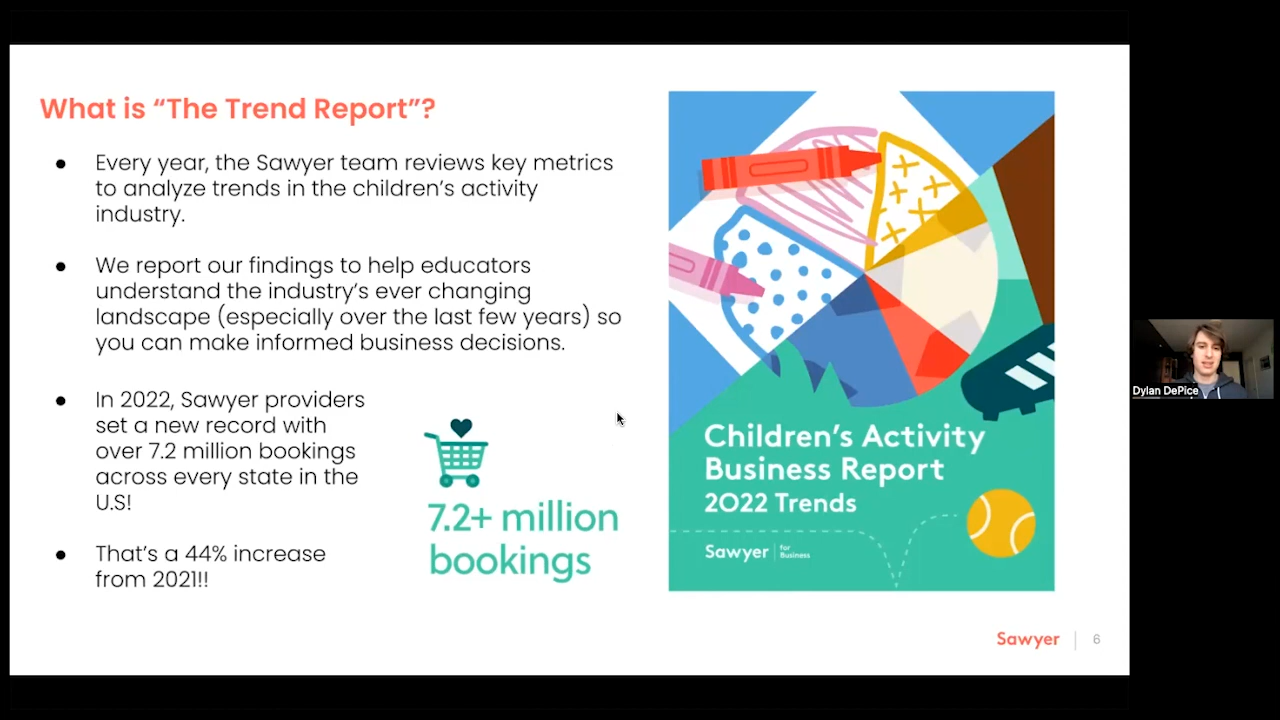 What is “The Trend Report”?
● Every year, the Sawyer team reviews key metrics
to analyze trends in the children’s activity
industry.
● We report our findings to help educators
understand the industry’s ever changing
landscape (especially over the last few years) so
you can make informed business decisions.
● In 2022, Sawyer providers
set a new record with
over 7.2 million bookings
across every state in the
U.S!
● That’s a 44% increase
from 2021!!
7.2+ million
bookings
Children’s Activity
Business Report
2022 Trends
Sawyer | for
Business
Sawyer | 6
Dylan DePice